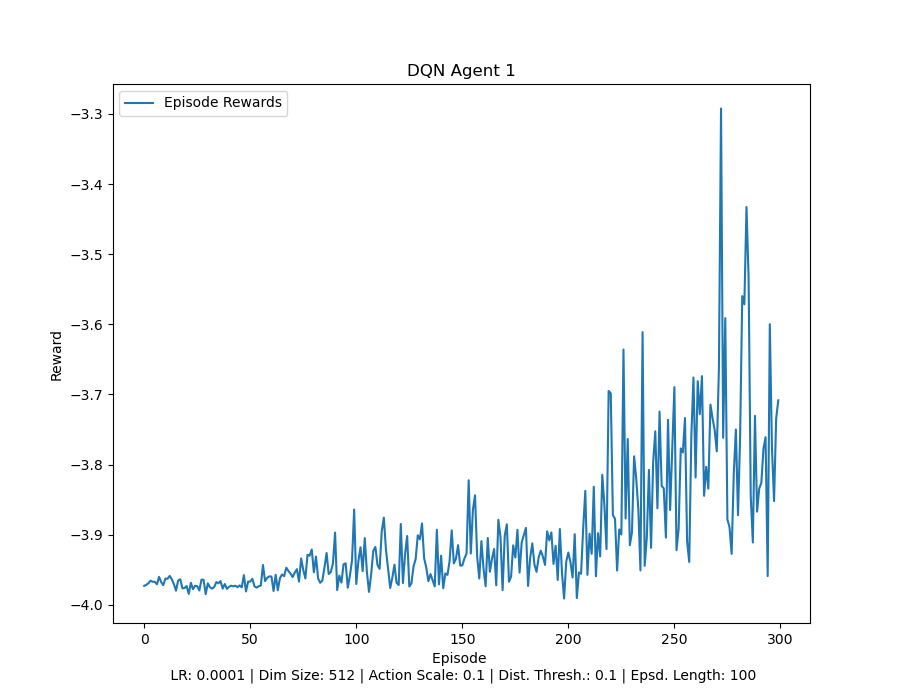 DQN Agent 1
Episode Rewards
−3.3
−3.4
−3.5
−3.6
−3.7
−3.8
−3.9
−4.0
Reward
0 50 100 150 200 250 300
Episode
LR: 0.0001 | Dim Size: 512 | Action Scale: 0.1 | Dist. Thresh.: 0.1 | Epsd. Length: 100